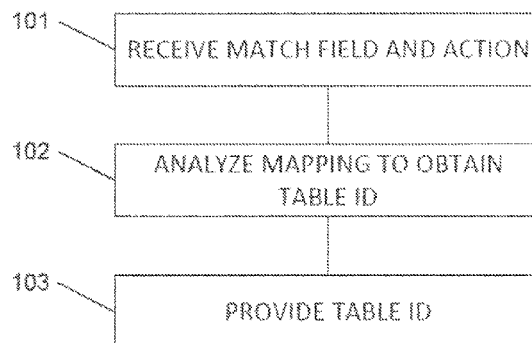 101
RECEIVE MATCH FIELD AND ACTION
102
ANALYZE MAPPING TO OBTAIN
TABLE ID
103
PROVIDE TABLE ID